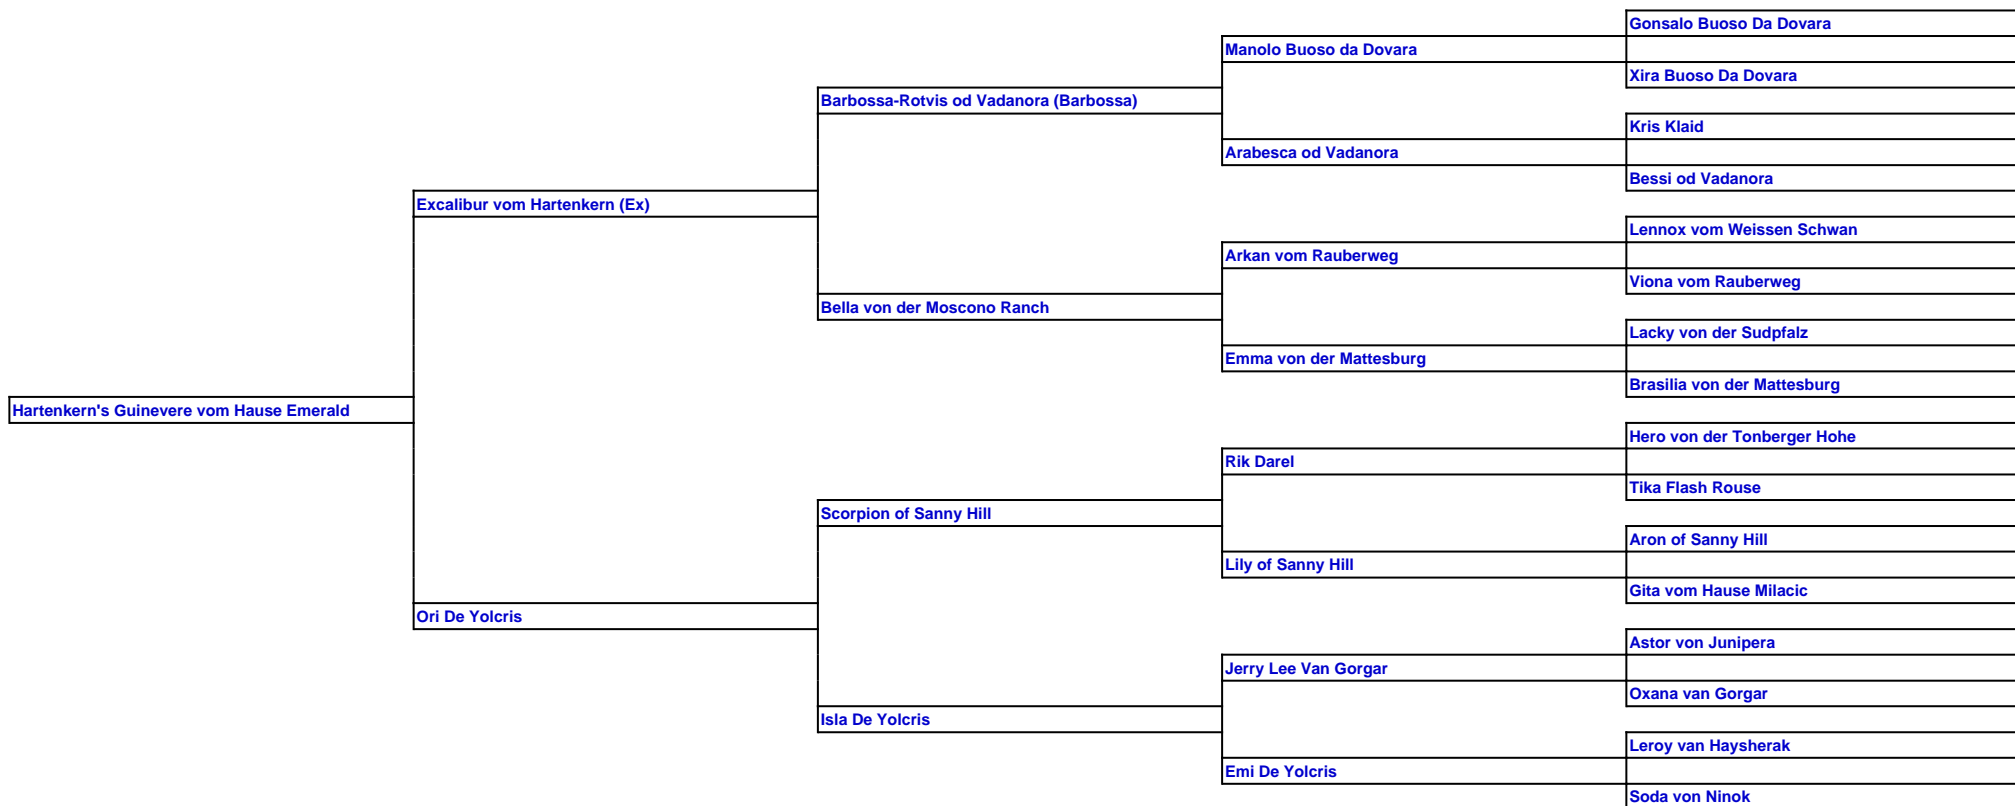 Gonsalo Buoso Da Dovara
Manolo Buoso da Dovara
Xira Buoso Da Dovara
Barbossa-Rotvis od Vadanora (Barbossa)
Kris Klaid
Arabesca od Vadanora
Bessi od Vadanora
Excalibur vom Hartenkern (Ex)
Lennox vom Weissen Schwan
Arkan vom Rauberweg
Viona vom Rauberweg
Bella von der Moscono Ranch
Lacky von der Sudpfalz
Emma von der Mattesburg
Brasilia von der Mattesburg
Hartenkern's Guinevere vom Hause Emerald
Hero von der Tonberger Hohe
Rik Darel
Tika Flash Rouse
Scorpion of Sanny Hill
Aron of Sanny Hill
Lily of Sanny Hill
Gita vom Hause Milacic
Ori De Yolcris
Astor von Junipera
Jerry Lee Van Gorgar
Oxana van Gorgar
Isla De Yolcris
Leroy van Haysherak
Emi De Yolcris
Soda von Ninok